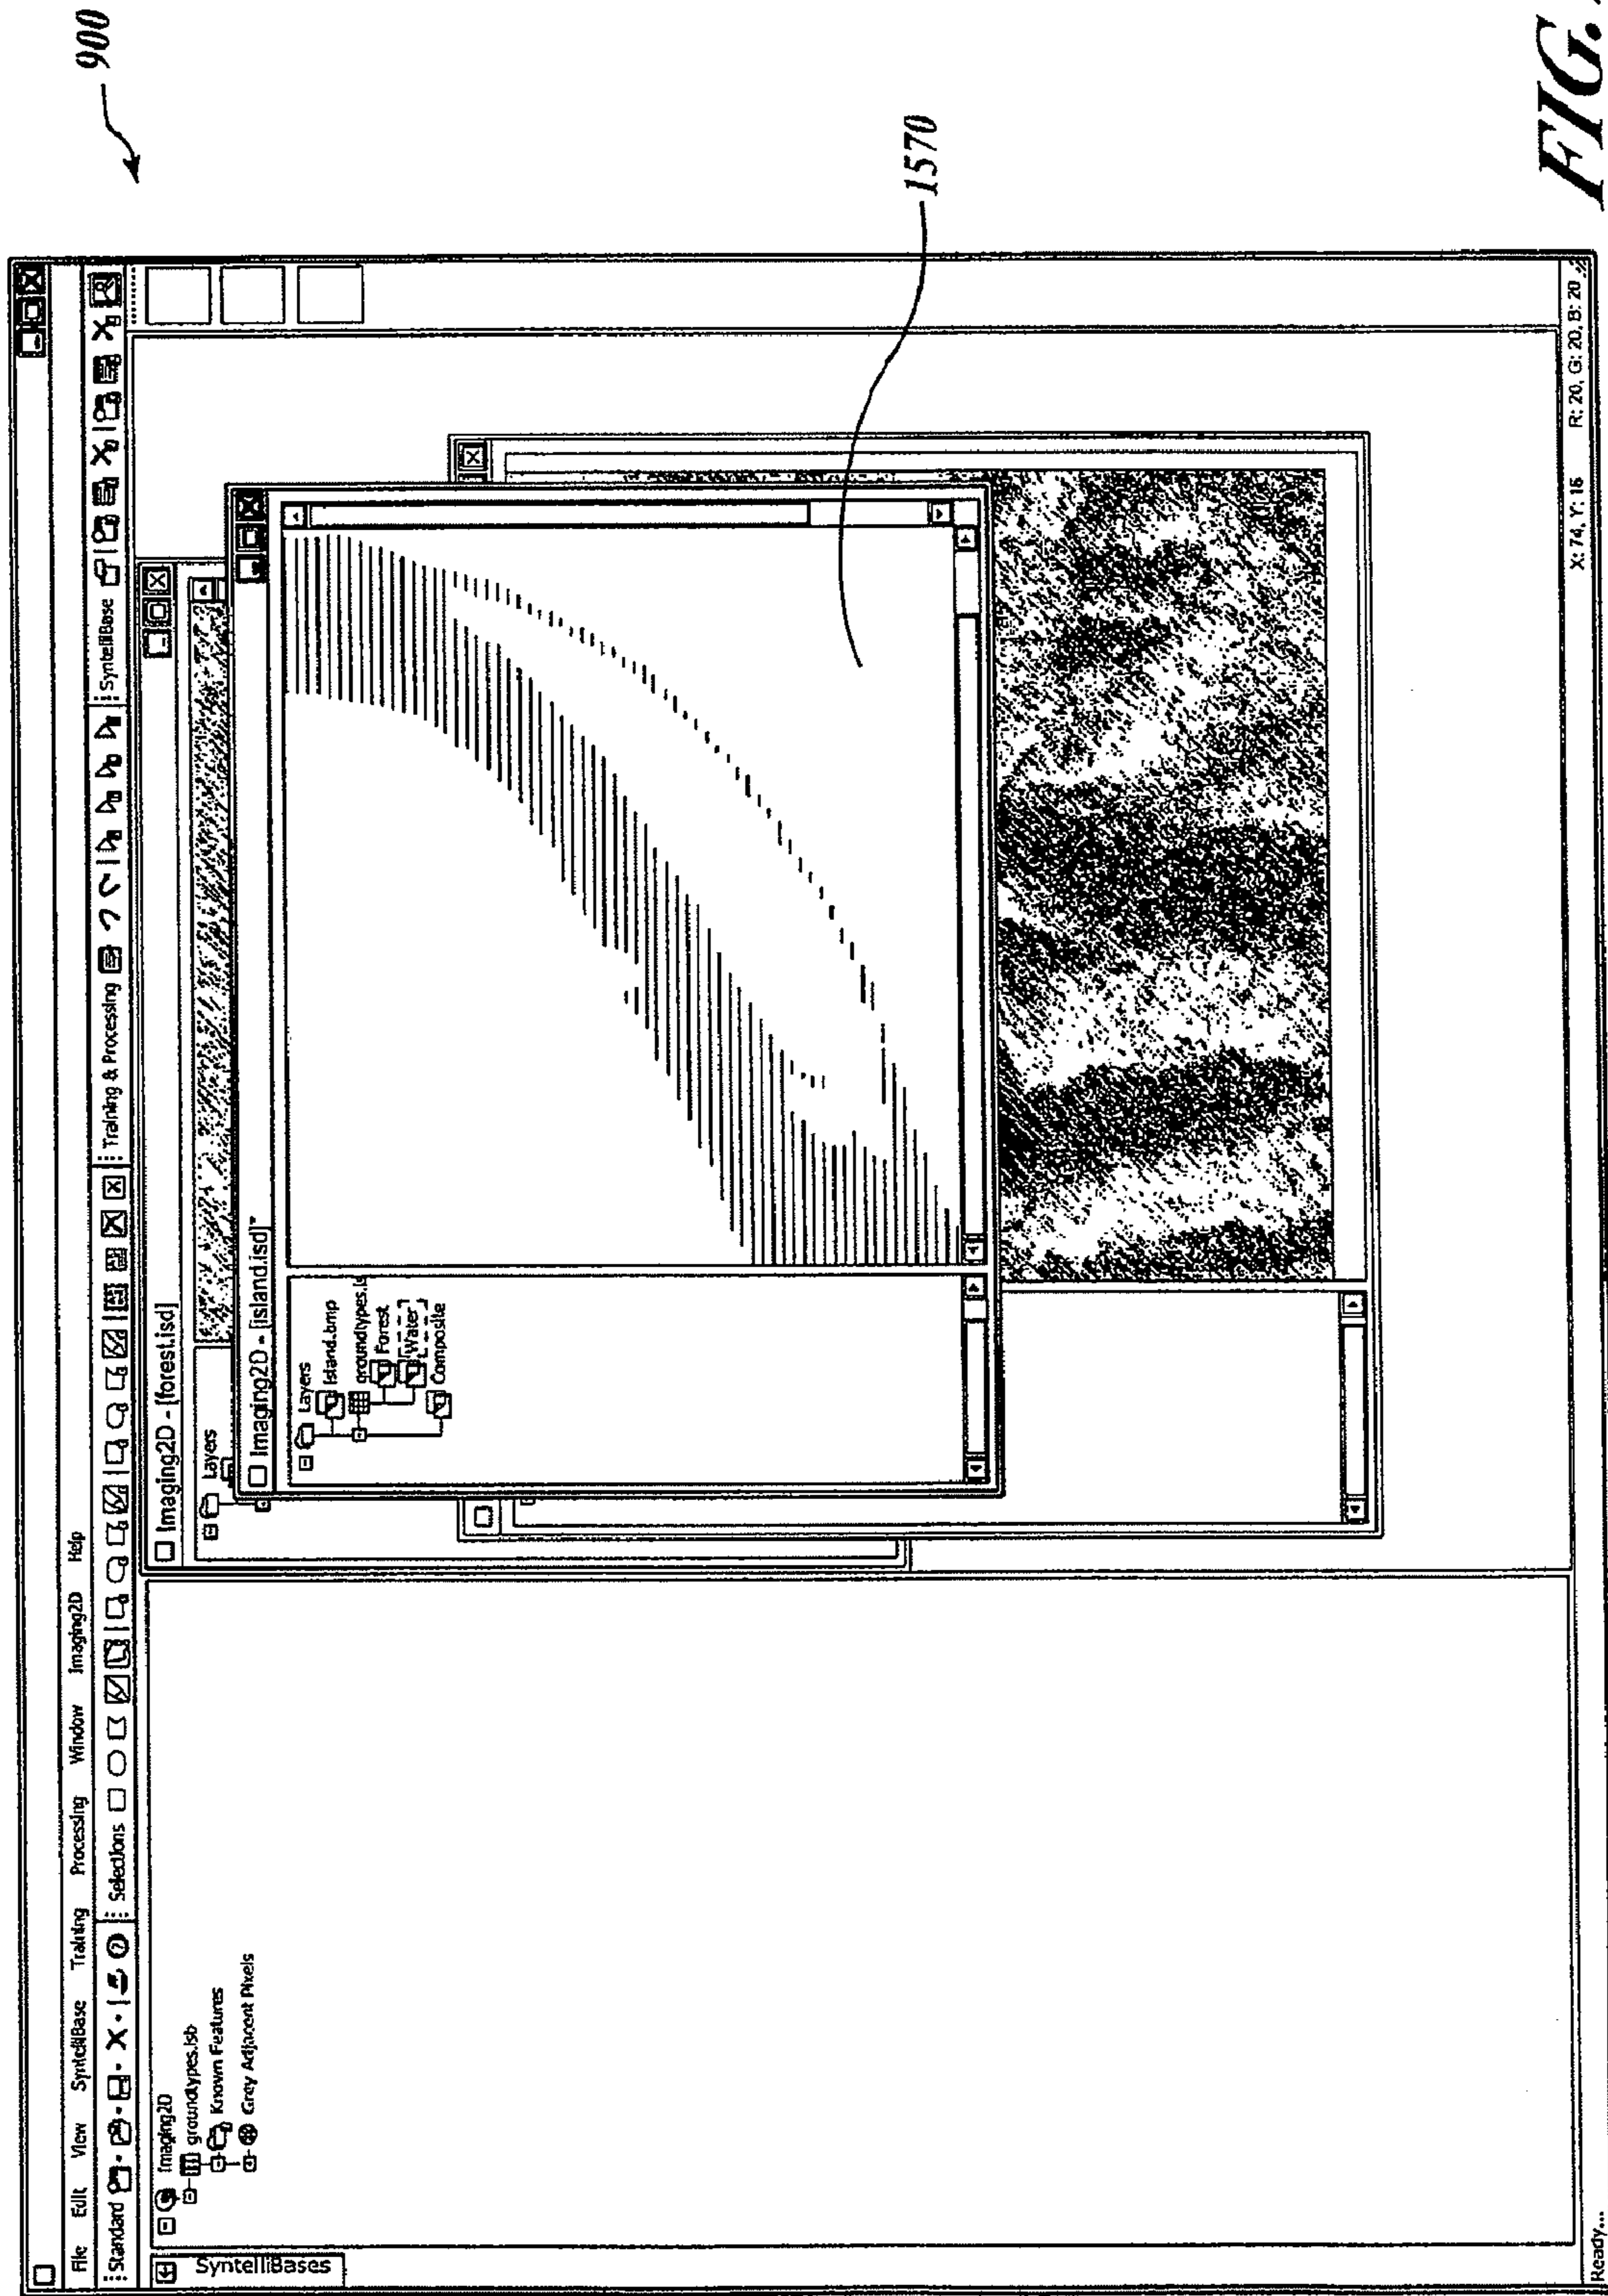 900
File Edit View SyntelliBase Training Processing Window Imaging2D Help
Standard Selections Training & Processing SyntelliBase
SyntelliBases
Imaging2D
groundtypes.isb
Known Features
Grey Adjacent Pixels
Imaging2D - [forest.isd]
Layers
Imaging2D - [island.isd]*
Layers
Island.bmp
groundtypes.is
Forest
Water
Composite
1570
Ready...
X: 74, Y: 16 R: 20, G: 20, B: 20
FIG.